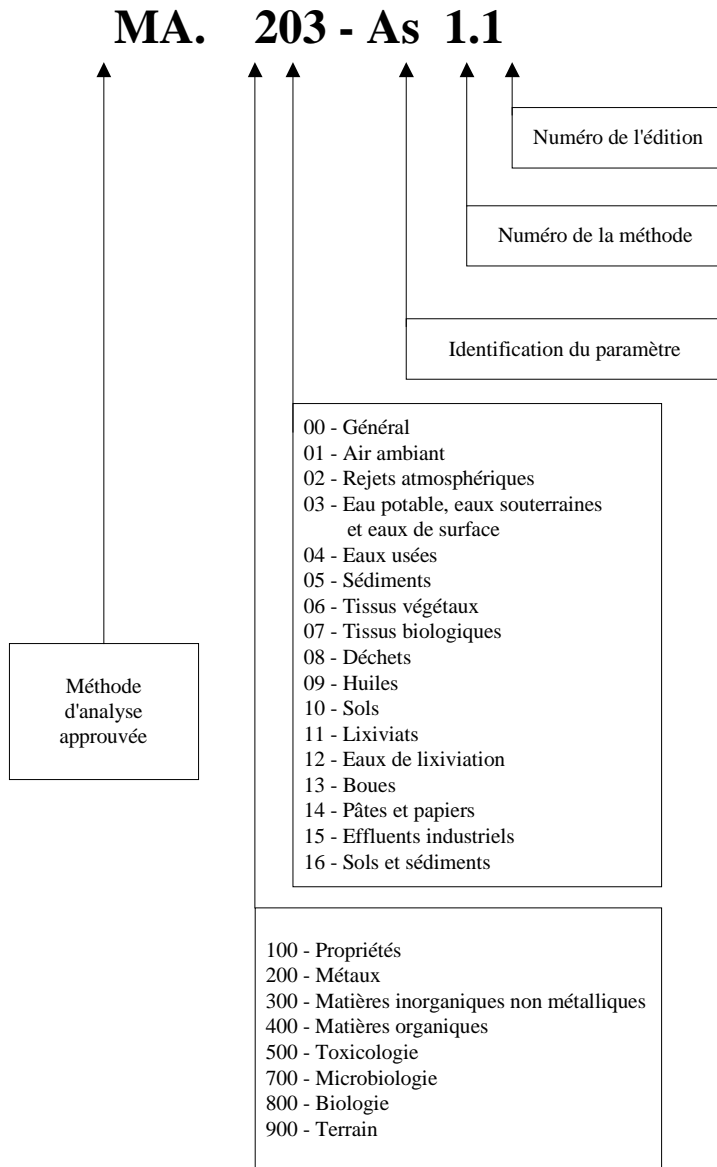 MA. 203 - As 1.1
Numéro de l'édition
Numéro de la méthode
Identification du paramètre
00 - Général
01 - Air ambiant
02 - Rejets atmosphériques
03 - Eau potable, eaux souterraines
et eaux de surface
04 - Eaux usées
05 - Sédiments
06 - Tissus végétaux
07 - Tissus biologiques
08 - Déchets
09 - Huiles
10 - Sols
11 - Lixiviats
12 - Eaux de lixiviation
13 - Boues
14 - Pâtes et papiers
15 - Effluents industriels
16 - Sols et sédiments
Méthode
d'analyse
approuvée
100 - Propriétés
200 - Métaux
300 - Matières inorganiques non métalliques
400 - Matières organiques
500 - Toxicologie
700 - Microbiologie
800 - Biologie
900 - Terrain